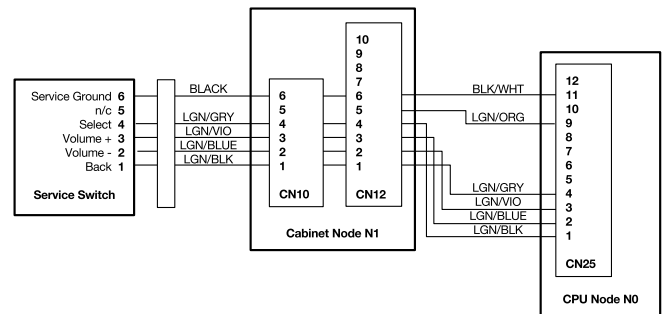 Service Ground 6
n/c 5
Select 4
Volume + 3
Volume - 2
Back 1
Service Switch
BLACK
LGN/GRY
LGN/VIO
LGN/BLUE
LGN/BLK
6
5
4
3
2
1
CN10
10
9
8
7
6
5
4
3
2
1
CN12
Cabinet Node N1
BLK/WHT
LGN/ORG
LGN/GRY
LGN/VIO
LGN/BLUE
LGN/BLK
12
11
10
9
8
7
6
5
4
3
2
1
CN25
CPU Node N0